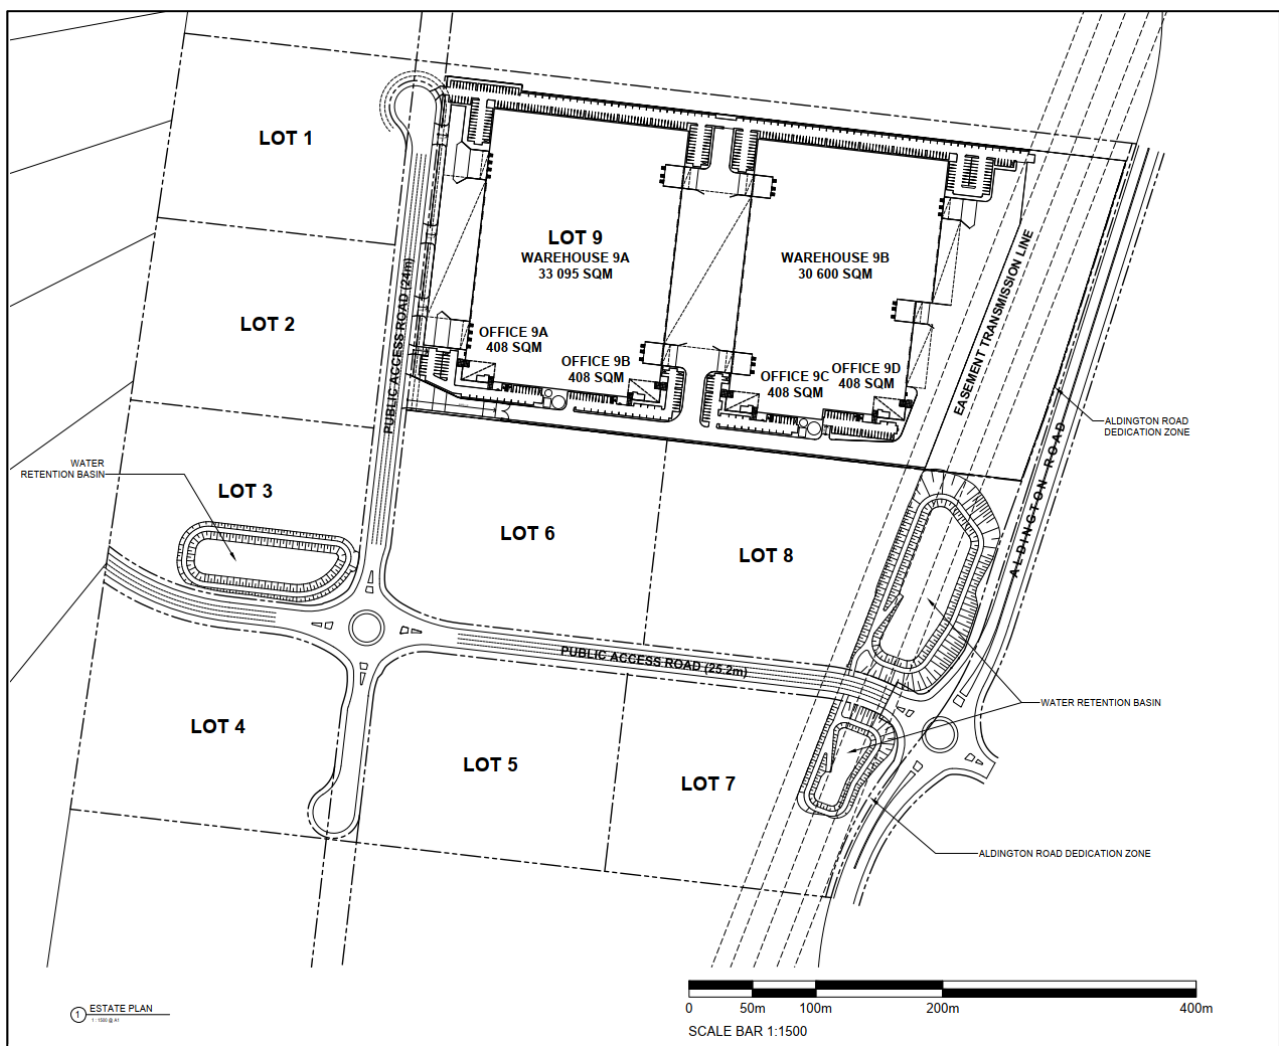 LOT 1
LOT 9
WAREHOUSE 9A
33 095 SQM
WAREHOUSE 9B
30 600 SQM
LOT 2
PUBLIC ACCESS ROAD (24m)
OFFICE 9A
408 SQM
OFFICE 9B
408 SQM
OFFICE 9C
408 SQM
OFFICE 9D
408 SQM
EASEMENT TRANSMISSION LINE
ALDINGTON ROAD
DEDICATION ZONE
ALDINGTON ROAD
WATER
RETENTION BASIN
LOT 3
LOT 6
LOT 8
PUBLIC ACCESS ROAD (25.2m)
WATER RETENTION BASIN
LOT 4
LOT 5
LOT 7
ALDINGTON ROAD DEDICATION ZONE
1 ESTATE PLAN
0 50m 100m 200m 400m
SCALE BAR 1:1500